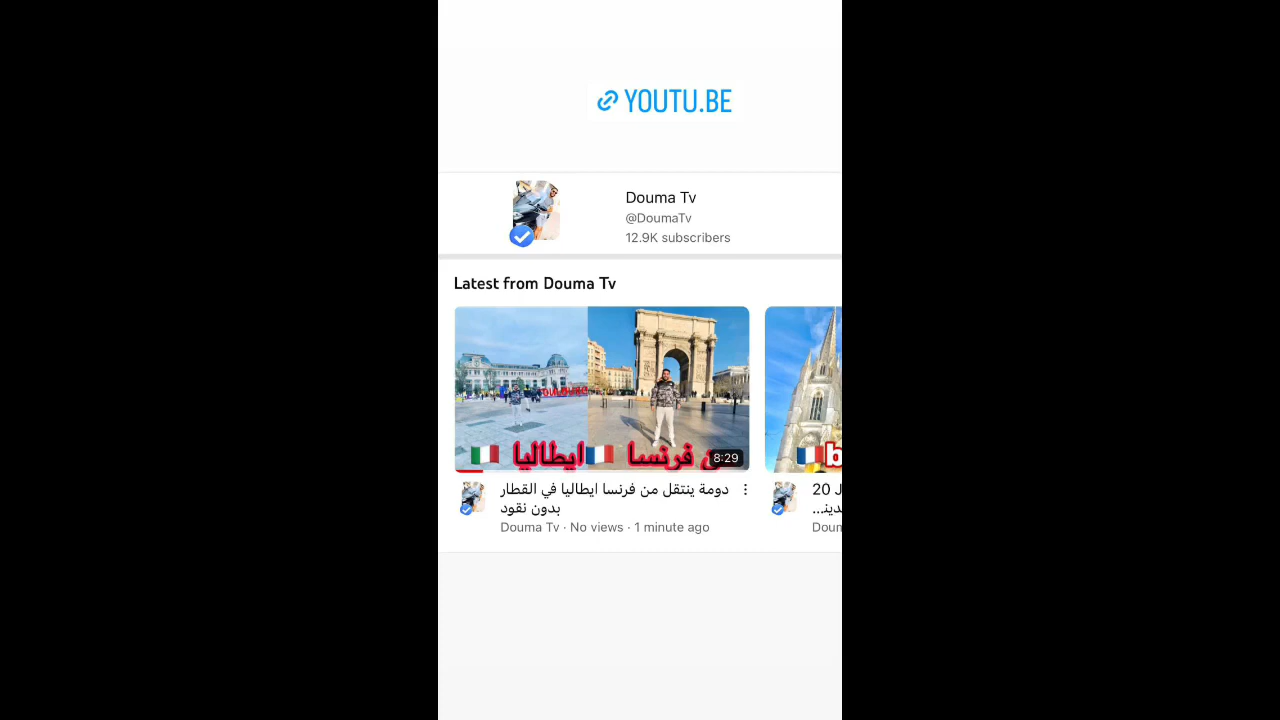 YOUTU.BE
Douma Tv
@DoumaTv
12.9K subscribers
Latest from Douma Tv
فرنسا ايطاليا
8:29
دومة ينتقل من فرنسا ايطاليا في القطار
بدون نقود
Douma Tv · No views · 1 minute ago
20